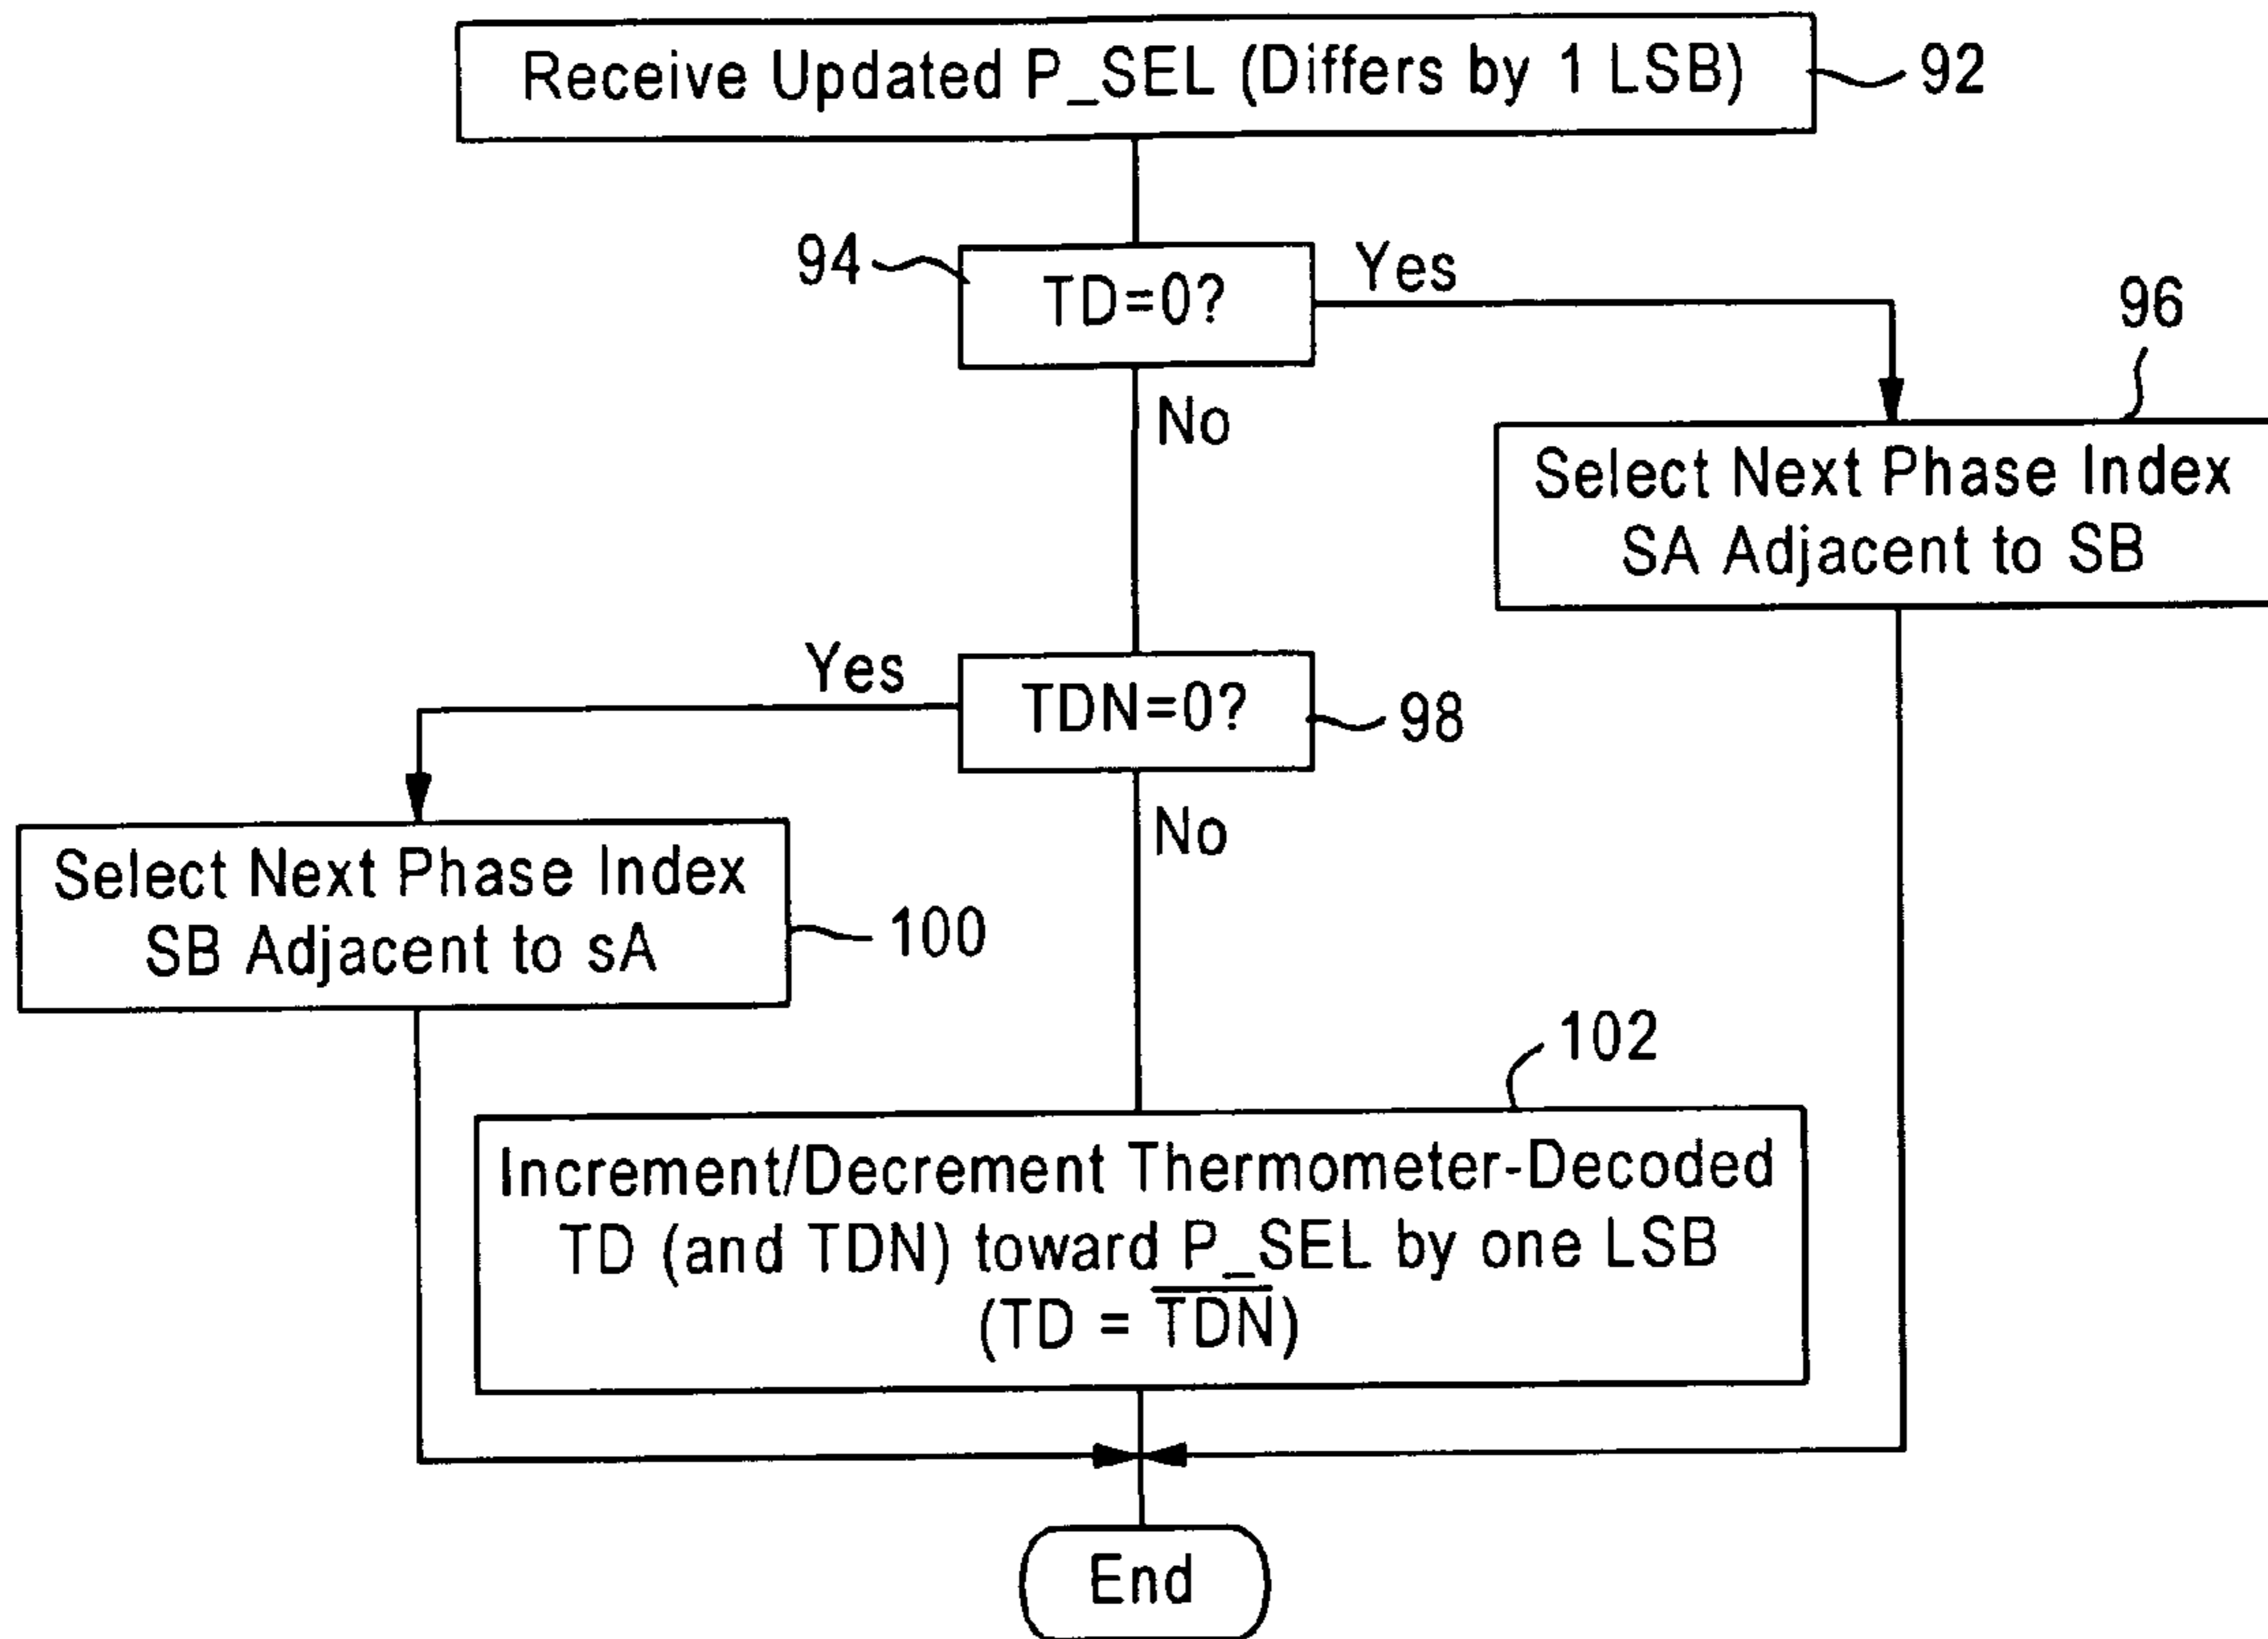 Receive Updated P_SEL (Differs by 1 LSB)
92
94
TD=0?
Yes
96
No
Select Next Phase Index
SA Adjacent to SB
Yes
TDN=0?
98
No
Select Next Phase Index
SB Adjacent to sA
100
102
Increment/Decrement Thermometer-Decoded
TD (and TDN) toward P_SEL by one LSB
(TD = T̅D̅N̅)
End